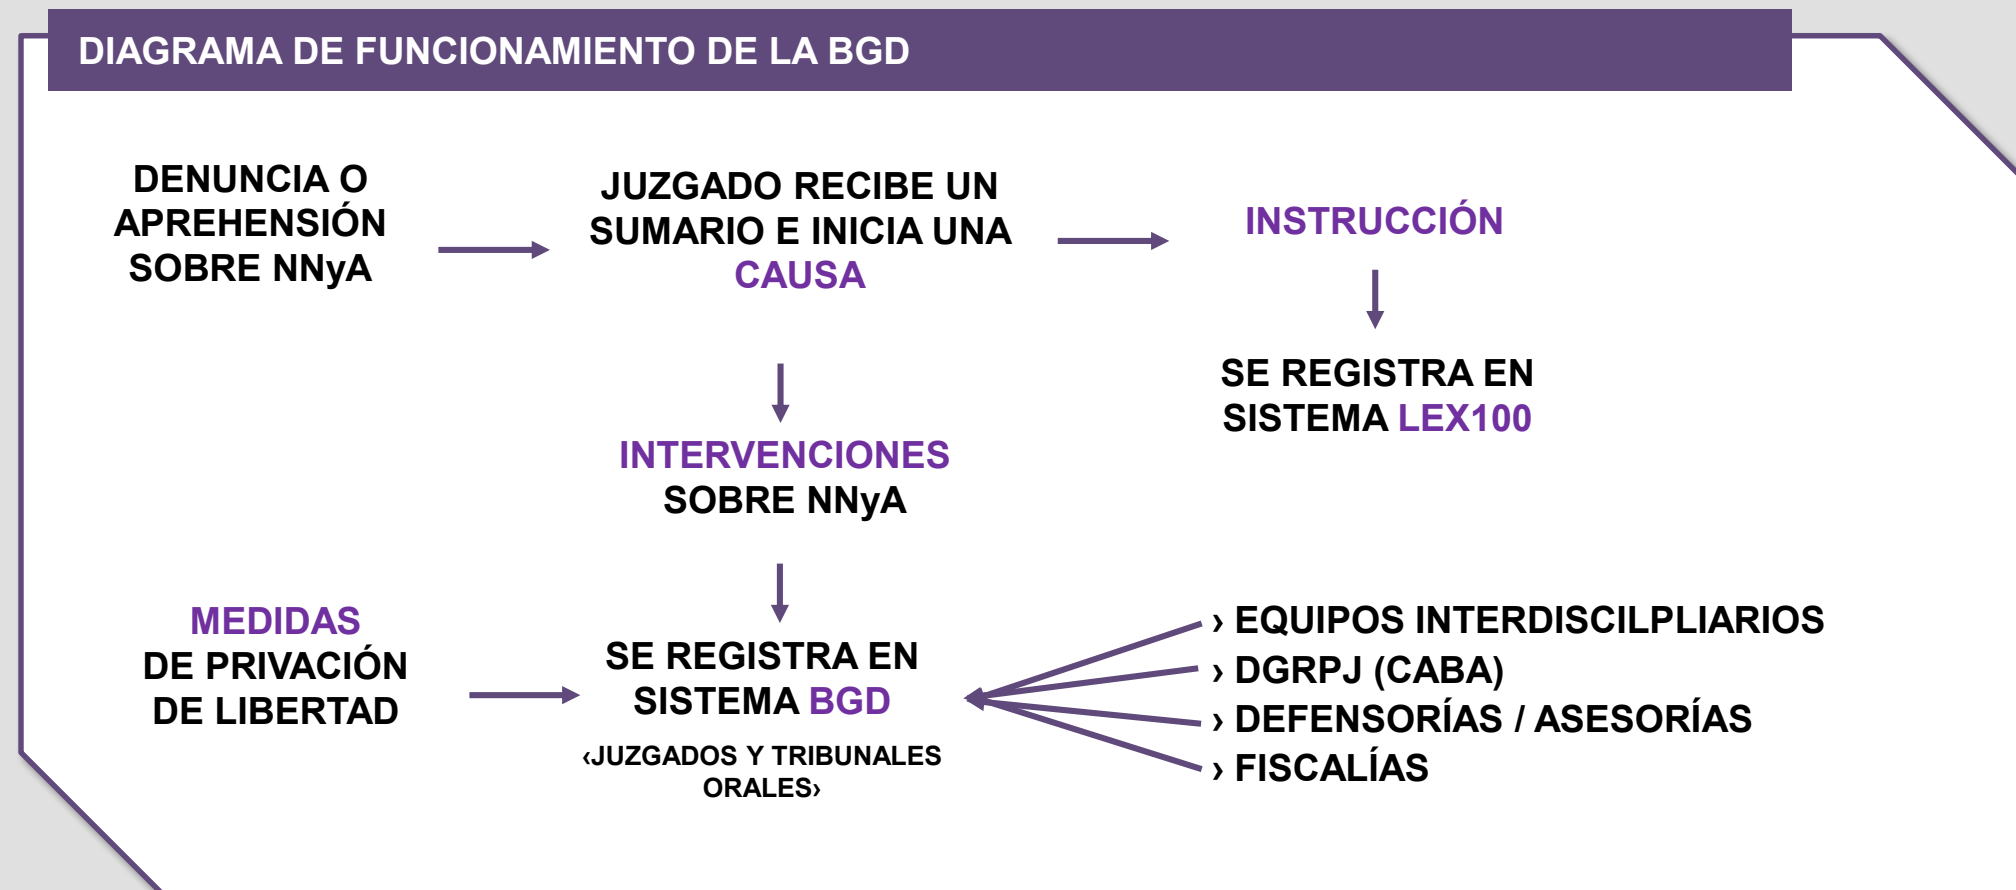 DIAGRAMA DE FUNCIONAMIENTO DE LA BGD
DENUNCIA O
APREHENSIÓN
SOBRE NNyA
JUZGADO RECIBE UN
SUMARIO E INICIA UNA
CAUSA
INSTRUCCIÓN
SE REGISTRA EN
SISTEMA LEX100
INTERVENCIONES
SOBRE NNyA
MEDIDAS
DE PRIVACIÓN
DE LIBERTAD
SE REGISTRA EN
SISTEMA BGD
‹JUZGADOS Y TRIBUNALES
ORALES›
› EQUIPOS INTERDISCILPLIARIOS
› DGRPJ (CABA)
› DEFENSORÍAS / ASESORÍAS
› FISCALÍAS